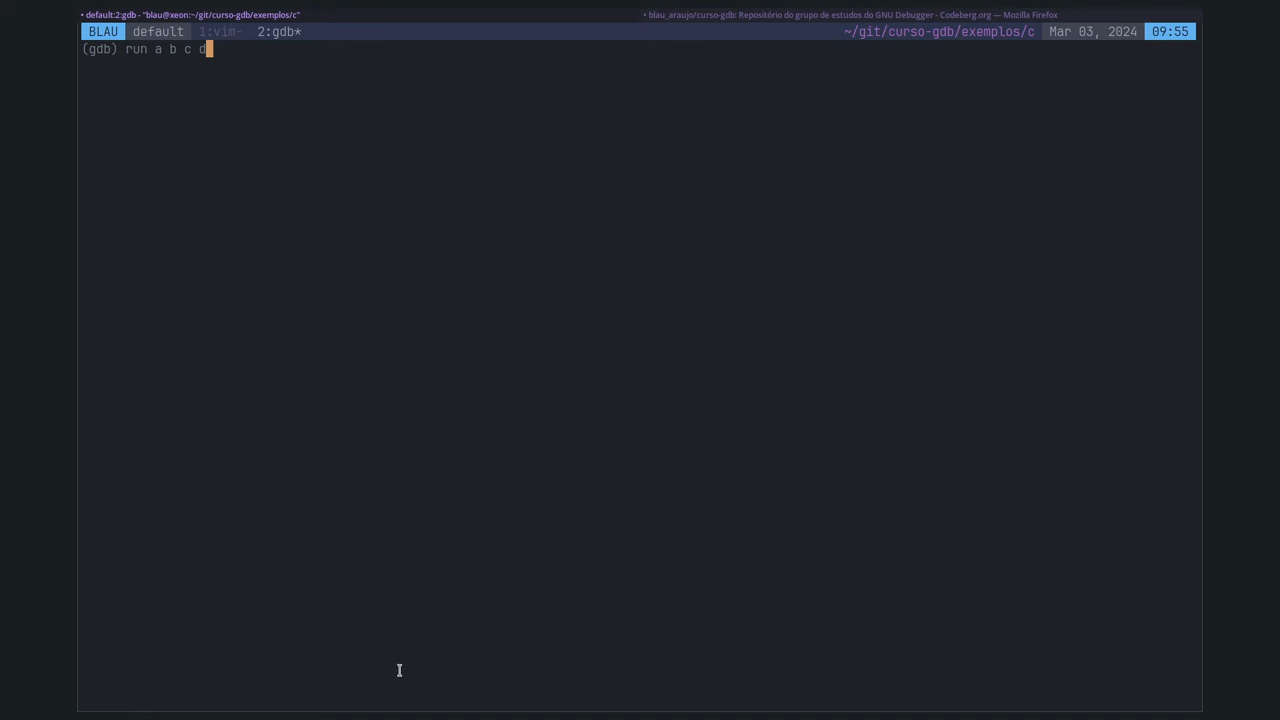 • default:2:gdb - "blau@xeon:~/git/curso-gdb/exemplos/c"
• blau_araujo/curso-gdb: Repositório do grupo de estudos do GNU Debugger - Codeberg.org — Mozilla Firefox
BLAU default 1:vim- 2:gdb* ~/git/curso-gdb/exemplos/c Mar 03, 2024 09:55
(gdb) run a b c d